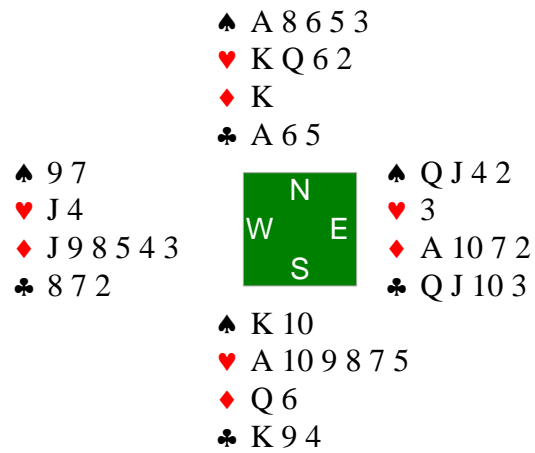 ♠ A 8 6 5 3
♥ K Q 6 2
♦ K
♣ A 6 5
♠ 9 7
♥ J 4
♦ J 9 8 5 4 3
♣ 8 7 2
N
W E
S
♠ Q J 4 2
♥ 3
♦ A 10 7 2
♣ Q J 10 3
♠ K 10
♥ A 10 9 8 7 5
♦ Q 6
♣ K 9 4